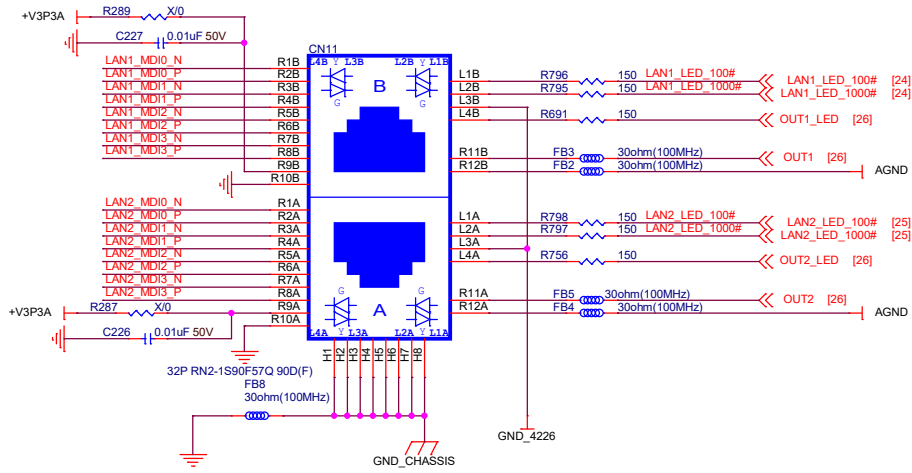 +V3P3A R289 X/0
C227 0.01uF 50V
CN11
LAN1_MDI0_N R1B
LAN1_MDI0_P R2B
LAN1_MDI1_N R3B
LAN1_MDI1_P R4B
LAN1_MDI2_N R5B
LAN1_MDI2_P R6B
LAN1_MDI3_N R7B
LAN1_MDI3_P R8B
R9B
R10B
L4B Y L3B L2B Y L1B
G B G
L1B R796 150 LAN1_LED_100# LAN1_LED_100# [24]
L2B R795 150 LAN1_LED_1000# LAN1_LED_1000# [24]
L3B
L4B R691 150 OUT1_LED [26]
R11B FB3 30ohm(100MHz) OUT1 [26]
R12B FB2 30ohm(100MHz) AGND
LAN2_MDI0_N R1A
LAN2_MDI0_P R2A
LAN2_MDI1_N R3A
LAN2_MDI1_P R4A
LAN2_MDI2_N R5A
LAN2_MDI2_P R6A
LAN2_MDI3_N R7A
LAN2_MDI3_P R8A
+V3P3A R287 X/0 R9A
R10A
C226 0.01uF 50V
G A G
L4A Y L3A L2A Y L1A
L1A R798 150 LAN2_LED_100# LAN2_LED_100# [25]
L2A R797 150 LAN2_LED_1000# LAN2_LED_1000# [25]
L3A
L4A R756 150 OUT2_LED [26]
R11A FB5 30ohm(100MHz) OUT2 [26]
R12A FB4 30ohm(100MHz) AGND
H1 H2 H3 H4 H5 H6 H7 H8
32P RN2-1S90F57Q 90D(F)
FB8
30ohm(100MHz)
GND_4226
GND_CHASSIS